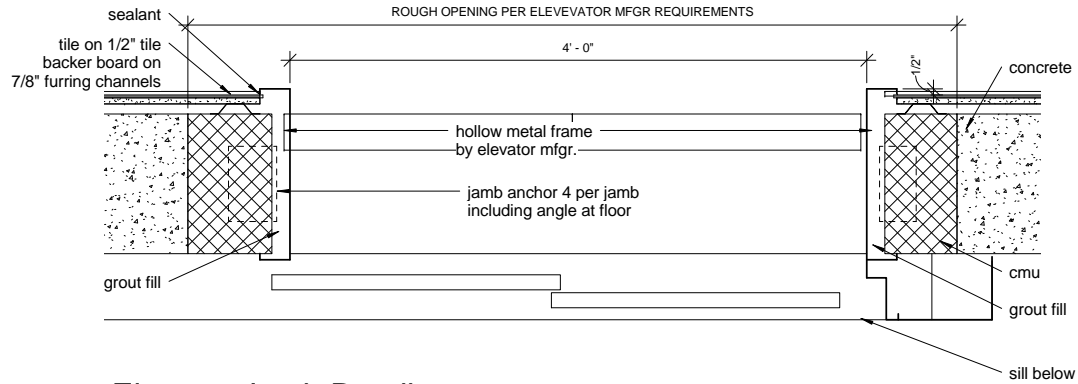 ROUGH OPENING PER ELEVEVATOR MFGR REQUIREMENTS
sealant
tile on 1/2" tile
backer board on
7/8" furring channels
4' - 0"
1/2"
concrete
hollow metal frame
by elevator mfgr.
jamb anchor 4 per jamb
including angle at floor
grout fill
cmu
grout fill
sill below